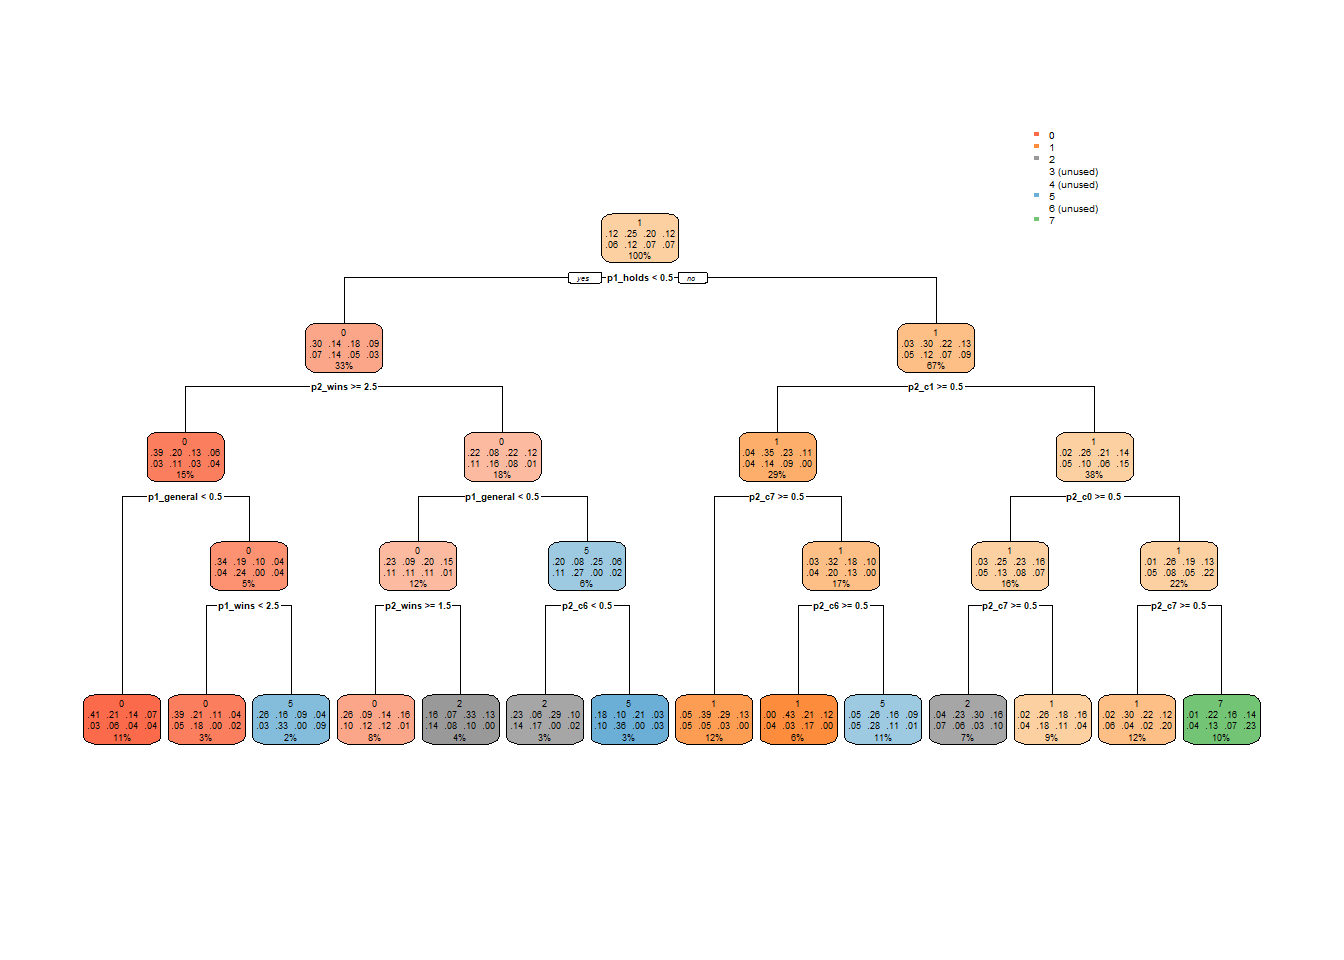 0
1
2
3 (unused)
4 (unused)
5
6 (unused)
7
1
.12 .25 .20 .12
.06 .12 .07 .07
100%
yes p1_holds < 0.5 no
0
.30 .14 .18 .09
.07 .14 .05 .03
33%
1
.03 .30 .22 .13
.05 .12 .07 .09
67%
p2_wins >= 2.5
p2_c1 >= 0.5
0
.39 .20 .13 .06
.03 .11 .03 .04
15%
0
.22 .08 .22 .12
.11 .16 .08 .01
18%
1
.04 .35 .23 .11
.04 .14 .09 .00
29%
1
.02 .26 .21 .14
.05 .10 .06 .15
38%
p1_general < 0.5
p1_general < 0.5
p2_c7 >= 0.5
p2_c0 >= 0.5
0
.34 .19 .10 .04
.04 .24 .00 .04
5%
0
.23 .09 .20 .15
.11 .11 .11 .01
12%
5
.20 .08 .25 .06
.11 .27 .00 .02
6%
1
.03 .32 .18 .10
.04 .20 .13 .00
17%
1
.03 .25 .23 .16
.05 .13 .08 .07
16%
1
.01 .26 .19 .13
.05 .08 .05 .22
22%
p1_wins < 2.5
p2_wins >= 1.5
p2_c6 < 0.5
p2_c6 >= 0.5
p2_c7 >= 0.5
p2_c7 >= 0.5
0
.41 .21 .14 .07
.03 .06 .04 .04
11%
0
.39 .21 .11 .04
.05 .18 .00 .02
3%
5
.26 .16 .09 .04
.03 .33 .00 .09
2%
0
.26 .09 .14 .16
.10 .12 .12 .01
8%
2
.16 .07 .33 .13
.14 .08 .10 .00
4%
2
.23 .06 .29 .10
.14 .17 .00 .02
3%
5
.18 .10 .21 .03
.10 .36 .00 .03
3%
1
.05 .39 .29 .13
.05 .05 .03 .00
12%
1
.00 .43 .21 .12
.04 .03 .17 .00
6%
5
.05 .26 .16 .09
.05 .28 .11 .01
11%
2
.04 .23 .30 .16
.07 .06 .03 .10
7%
1
.02 .26 .18 .16
.04 .18 .11 .04
9%
1
.02 .30 .22 .12
.06 .04 .02 .20
12%
7
.01 .22 .16 .14
.04 .13 .07 .23
10%